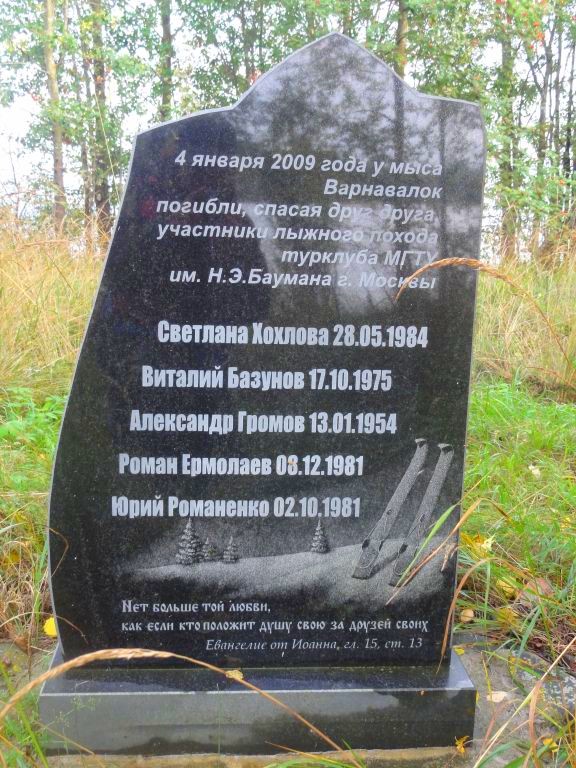 4 января 2009 года у мыса
Варнавалок
погибли, спасая друг друга,
участники лыжного похода
турклуба МГТУ
им. Н.Э.Баумана г. Москвы
Светлана Хохлова 28.05.1984
Виталий Базунов 17.10.1975
Александр Громов 13.01.1954
Роман Ермолаев 08.12.1981
Юрий Романенко 02.10.1981
Нет больше той любви,
как если кто положит душу свою за друзей своих
Евангелие от Иоанна, гл. 15, ст. 13